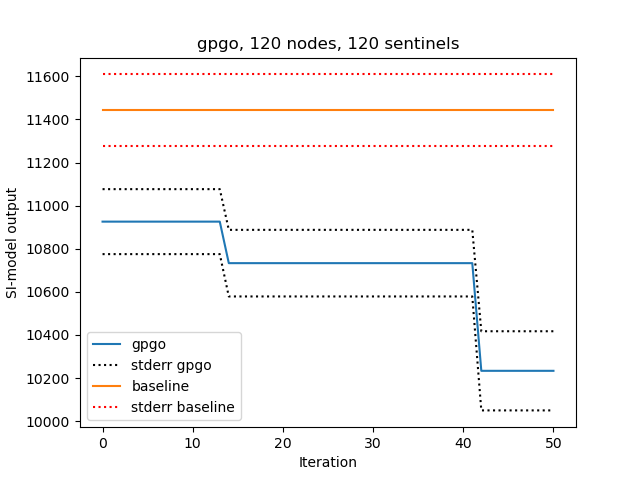 gpgo, 120 nodes, 120 sentinels
11600
11400
11200
11000
10800
10600
10400
10200
10000
SI-model output
gpgo
stderr gpgo
baseline
stderr baseline
0 10 20 30 40 50
Iteration